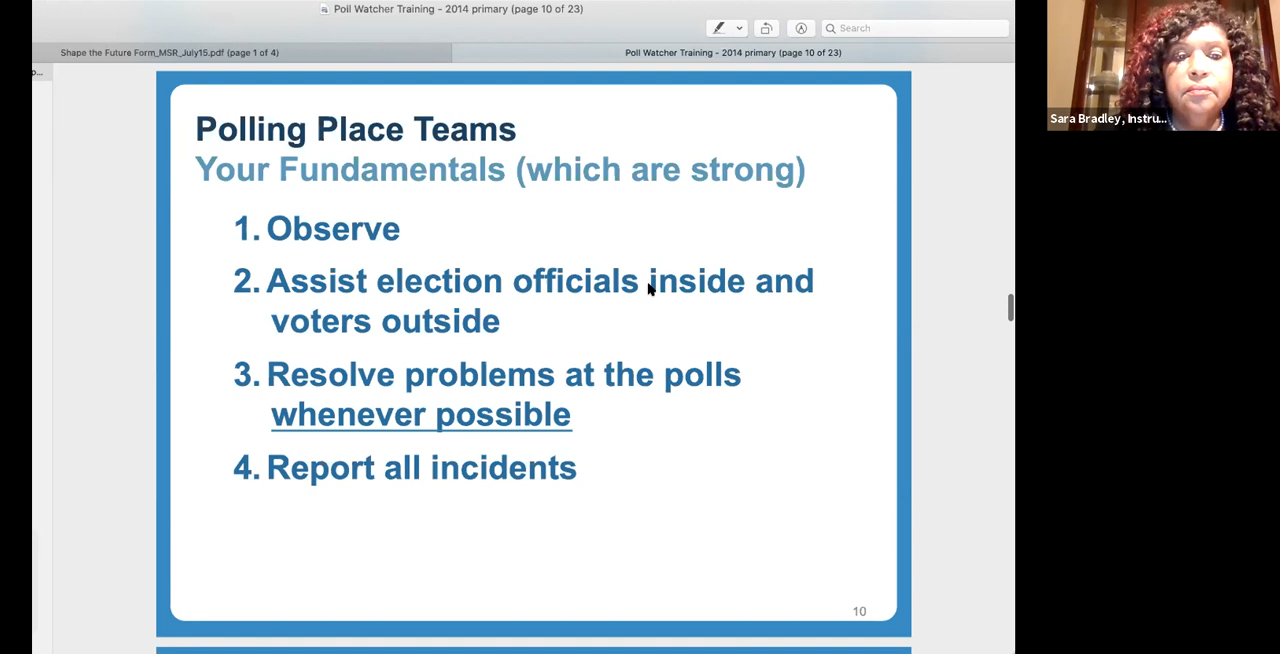 Poll Watcher Training - 2014 primary (page 10 of 23)
Search
Shape the Future Form_MSR_July15.pdf (page 1 of 4)
Poll Watcher Training - 2014 primary (page 10 of 23)
p...
Polling Place Teams
Your Fundamentals (which are strong)
1. Observe
2. Assist election officials inside and
voters outside
3. Resolve problems at the polls
whenever possible
4. Report all incidents
10
Sara Bradley, Instru...